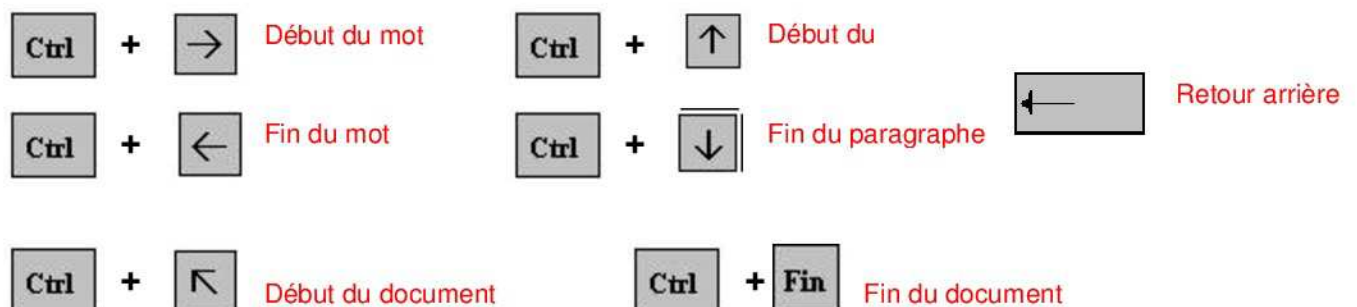 Ctrl + → Début du mot Ctrl + ↑ Début du
Retour arrière
Ctrl + ← Fin du mot Ctrl + ↓ Fin du paragraphe
Ctrl + ↖ Début du document Ctrl + Fin Fin du document